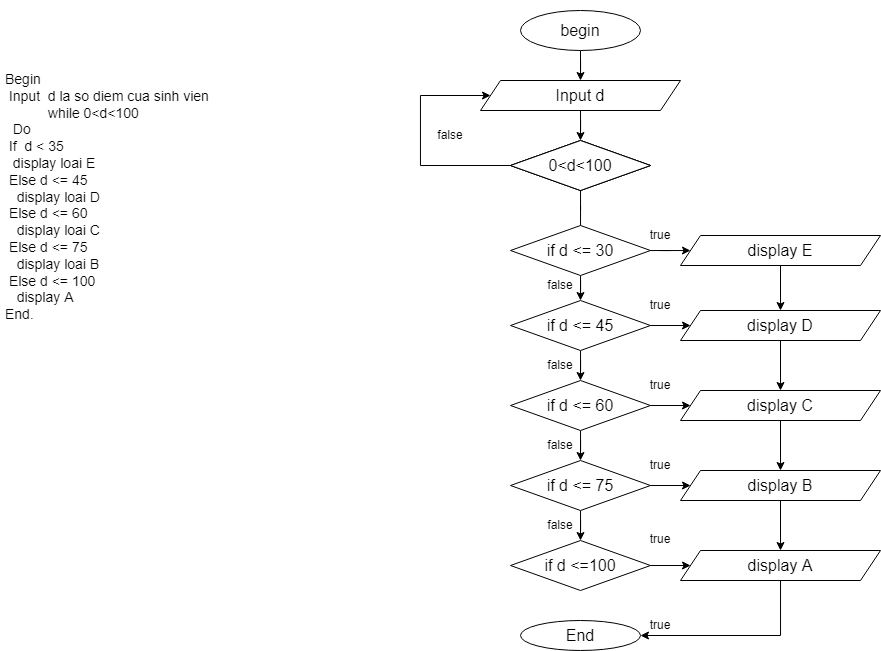 Begin
Input d la so diem cua sinh vien
while 0<d<100
Do
If d < 35
display loai E
Else d <= 45
display loai D
Else d <= 60
display loai C
Else d <= 75
display loai B
Else d <= 100
display A
End.
begin
Input d
false
0<d<100
if d <= 30
true
display E
false
if d <= 45
true
display D
false
if d <= 60
true
display C
false
if d <= 75
true
display B
false
if d <=100
true
display A
End
true